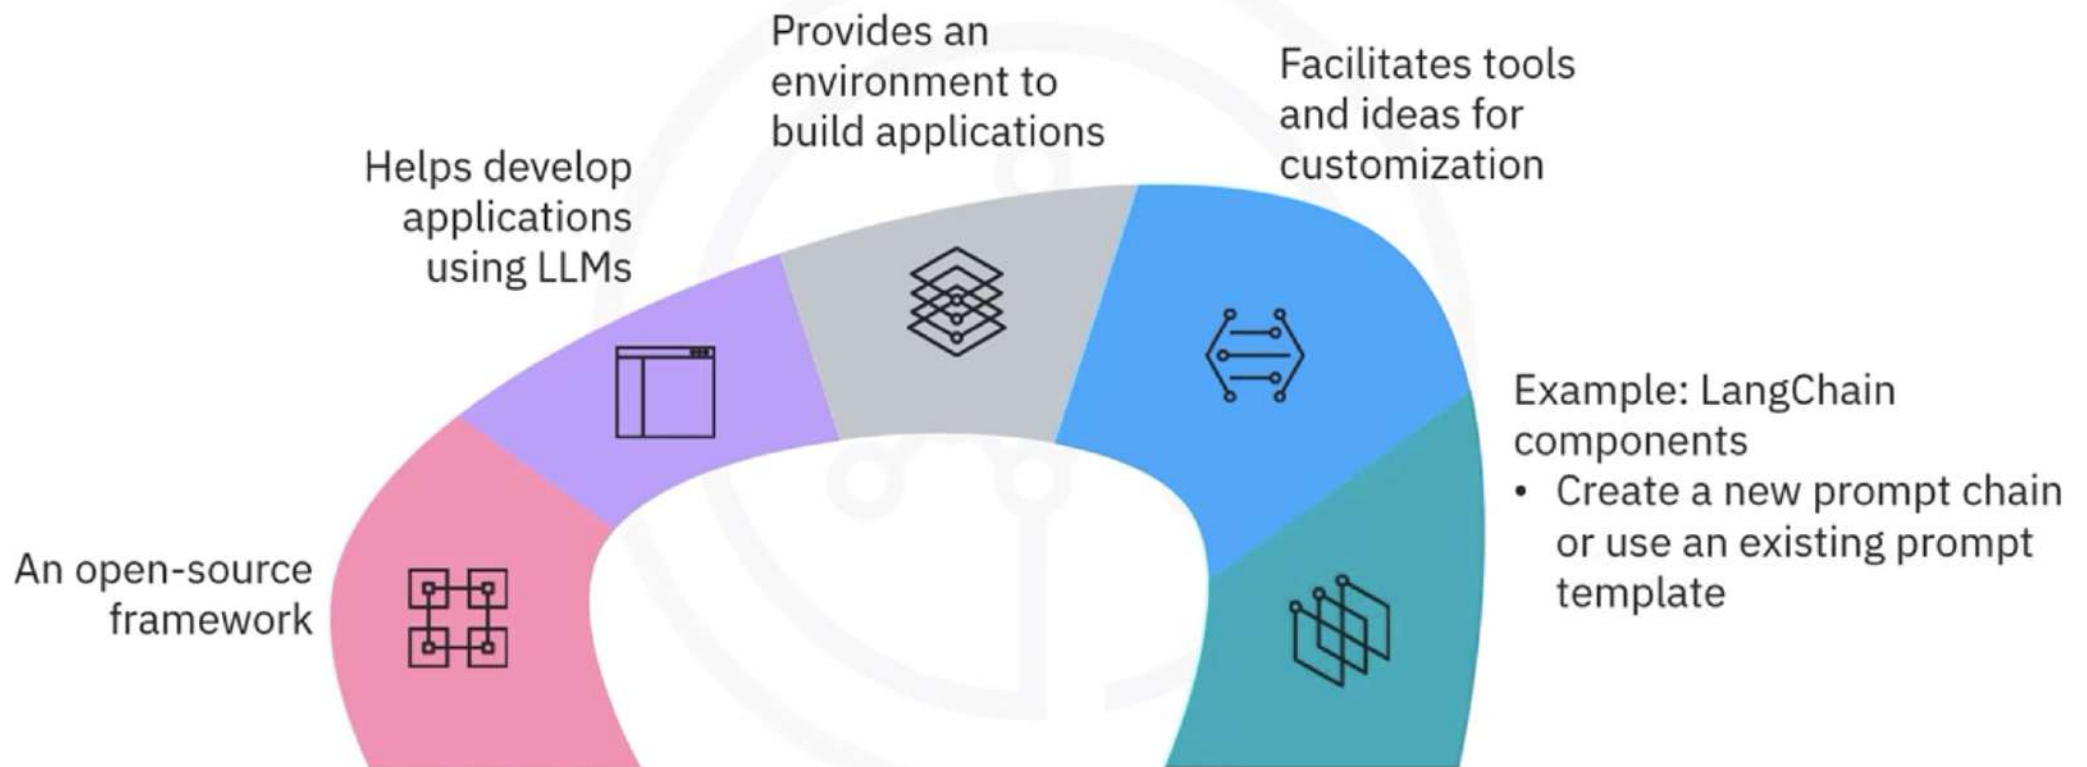 An open-source
framework
Helps develop
applications
using LLMs
Provides an
environment to
build applications
Facilitates tools
and ideas for
customization
Example: LangChain
components
• Create a new prompt chain
or use an existing prompt
template